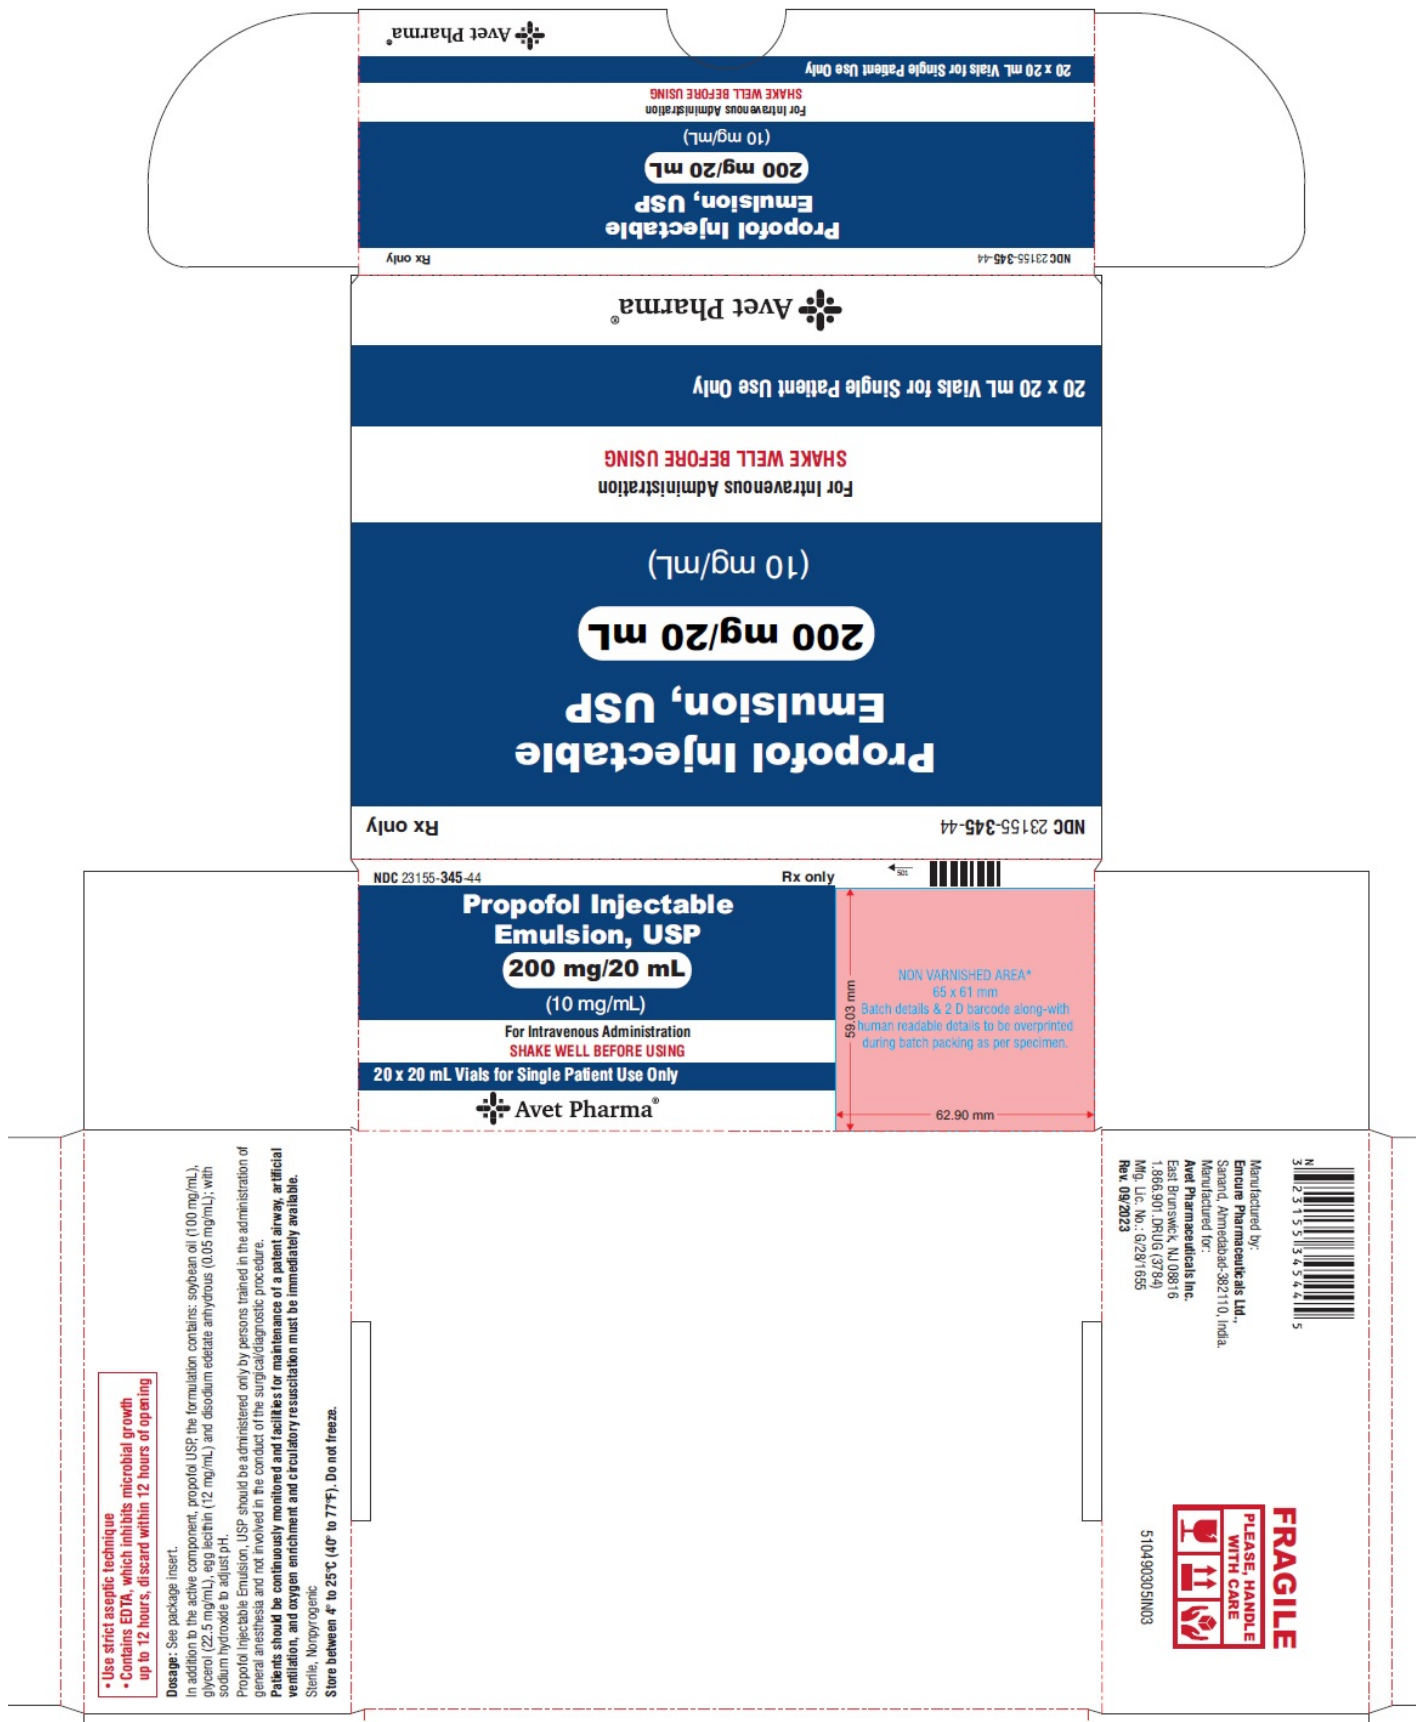 Avet Pharma®
20 x 20 mL Vials for Single Patient Use Only
SHAKE WELL BEFORE USING
For Intravenous Administration
(10 mg/mL)
200 mg/20 mL
Emulsion, USP
Propofol Injectable
NDC 23155-345-44
Rx only
Avet Pharma®
20 x 20 mL Vials for Single Patient Use Only
SHAKE WELL BEFORE USING
For Intravenous Administration
(10 mg/mL)
200 mg/20 mL
Emulsion, USP
Propofol Injectable
NDC 23155-345-44
Rx only
NDC 23155-345-44
Rx only
501
Propofol Injectable
Emulsion, USP
200 mg/20 mL
(10 mg/mL)
For Intravenous Administration
SHAKE WELL BEFORE USING
20 x 20 mL Vials for Single Patient Use Only
Avet Pharma®
NON VARNISHED AREA*
65 x 61 mm
Batch details & 2 D barcode along-with
human readable details to be overprinted
during batch packing as per specimen.
59.03 mm
62.90 mm
• Use strict aseptic technique
• Contains EDTA, which inhibits microbial growth
up to 12 hours, discard within 12 hours of opening
Dosage: See package insert.
In addition to the active component, propofol USP, the formulation contains: soybean oil (100 mg/mL),
glycerol (22.5 mg/mL), egg lecithin (12 mg/mL) and disodium edetate anhydrous (0.05 mg/mL); with
sodium hydroxide to adjust pH.
Propofol Injectable Emulsion, USP should be administered only by persons trained in the administration of
general anesthesia and not involved in the conduct of the surgical/diagnostic procedure.
Patients should be continuously monitored and facilities for maintenance of a patent airway, artificial
ventilation, and oxygen enrichment and circulatory resuscitation must be immediately available.
Sterile, Nonpyrogenic
Store between 4° to 25°C (40° to 77°F). Do not freeze.
N
3 23155 34544 5
Manufactured by:
Emcure Pharmaceuticals Ltd.,
Sanand, Ahmedabad-382110, India.
Manufactured for:
Avet Pharmaceuticals Inc.
East Brunswick, NJ 08816
1.866.901.DRUG (3784)
Mfg. Lic. No.: G/28/1655
Rev. 09/2023
FRAGILE
PLEASE, HANDLE
WITH CARE
510490305IN03